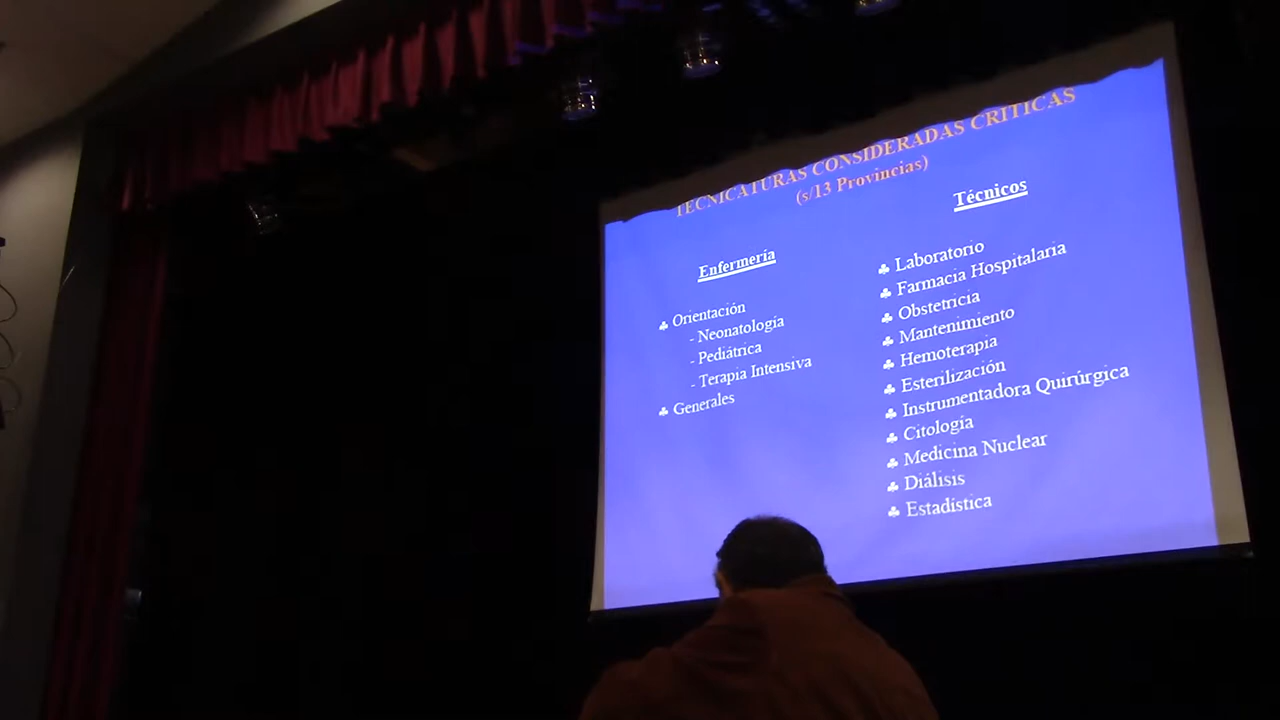 TECNICATURAS CONSIDERADAS CRITICAS
(s/13 Provincias)
Enfermería
Orientación
- Neonatología
- Pediátrica
- Terapia Intensiva
Generales
Técnicos
Laboratorio
Farmacia Hospitalaria
Obstetricia
Mantenimiento
Hemoterapia
Esterilización
Instrumentadora Quirúrgica
Citología
Medicina Nuclear
Diálisis
Estadística